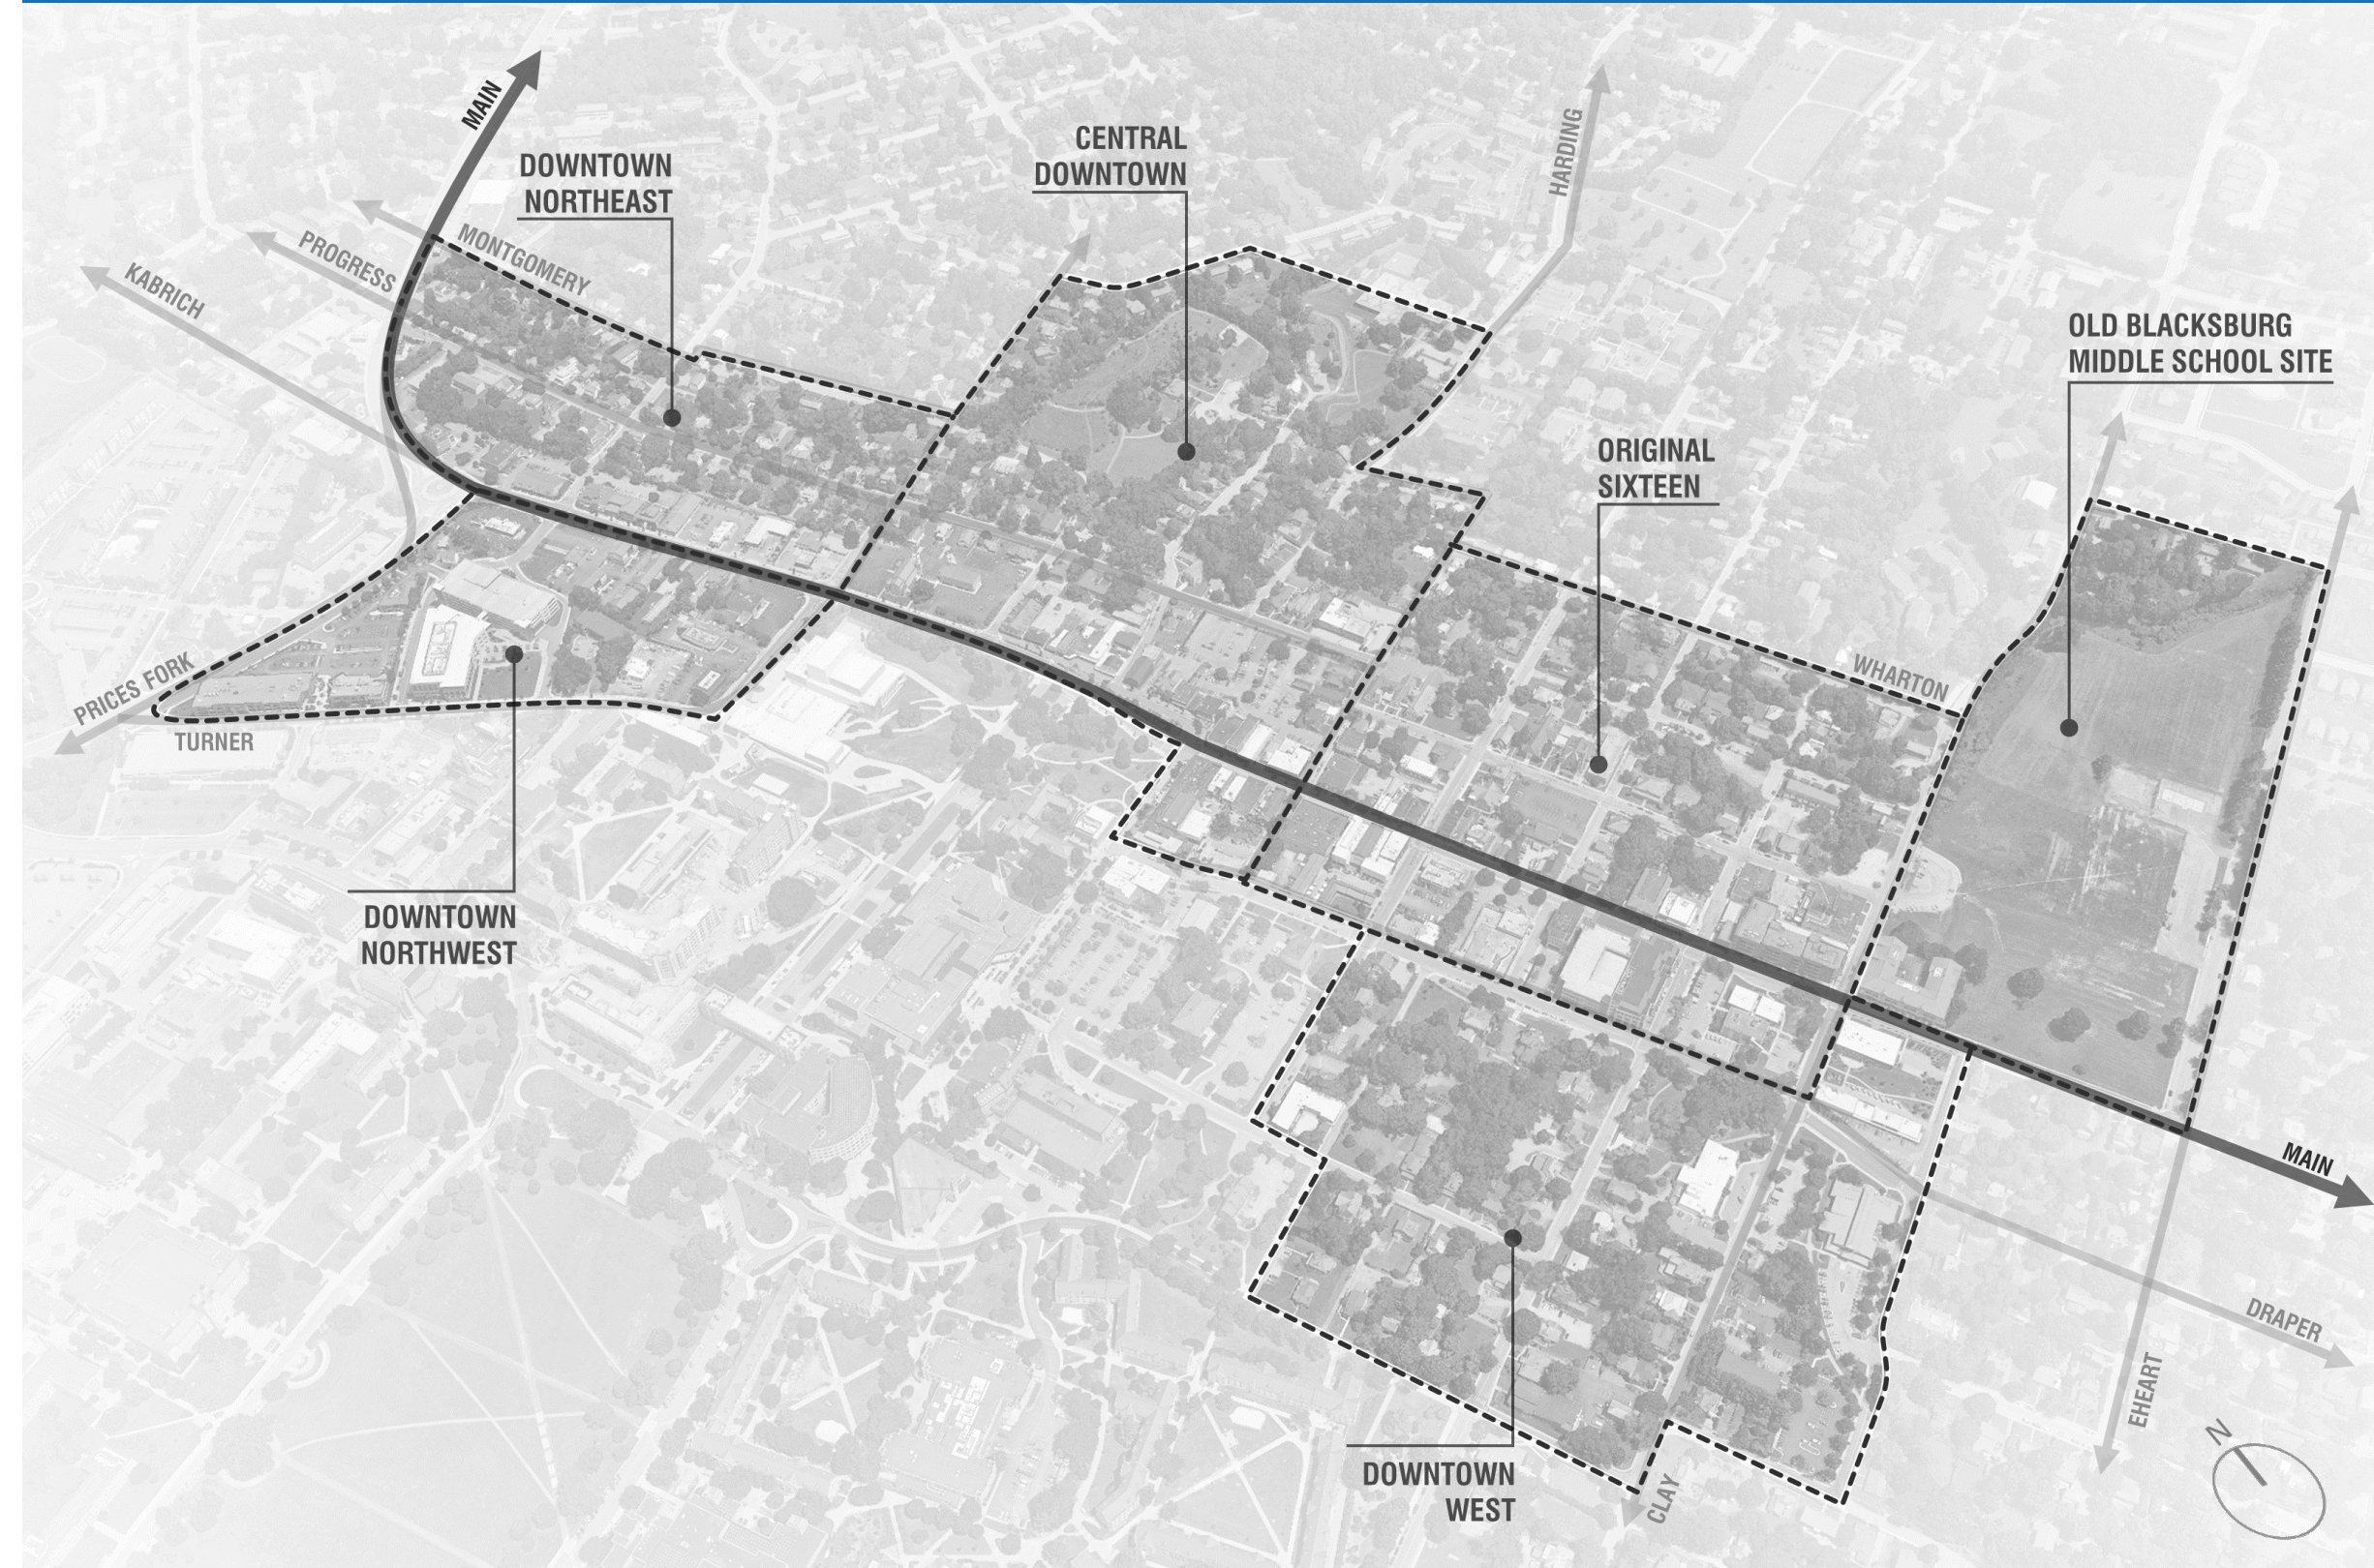 MAIN
CENTRAL
DOWNTOWN
HARDING
DOWNTOWN
NORTHEAST
MONTGOMERY
PROGRESS
KABRICH
OLD BLACKSBURG
MIDDLE SCHOOL SITE
ORIGINAL
SIXTEEN
WHARTON
PRICES FORK
TURNER
DOWNTOWN
NORTHWEST
MAIN
DRAPER
EHEART
N
DOWNTOWN
WEST
CLAY